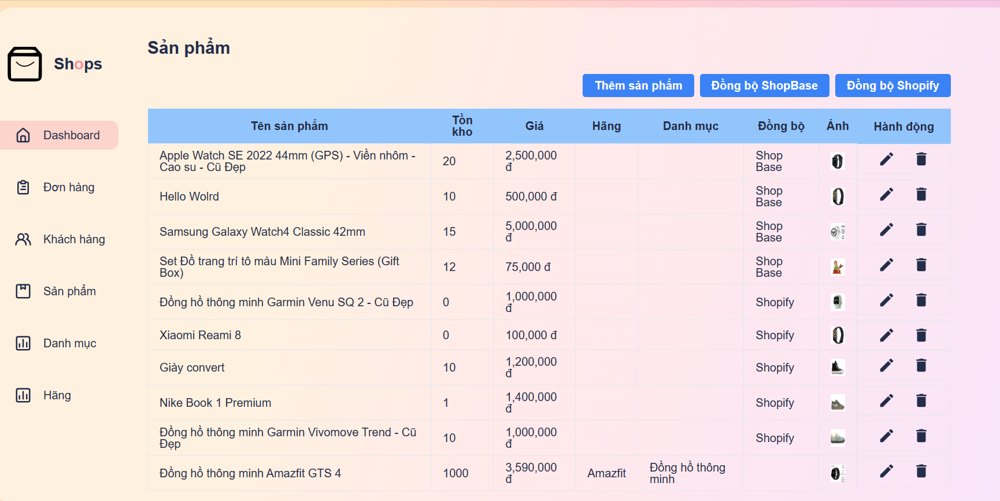 Shops
Dashboard
Đơn hàng
Khách hàng
Sản phẩm
Danh mục
Hãng
Sản phẩm
Thêm sản phẩm Đồng bộ ShopBase Đồng bộ Shopify
Tên sản phẩm Tồn kho Giá Hãng Danh mục Đồng bộ Ảnh Hành động
Apple Watch SE 2022 44mm (GPS) - Viền nhôm - Cao su - Cũ Đẹp 20 2,500,000 đ Shop Base
Hello Wolrd 10 500,000 đ Shop Base
Samsung Galaxy Watch4 Classic 42mm 15 5,000,000 đ Shop Base
Set Đồ trang trí tô màu Mini Family Series (Gift Box) 12 75,000 đ Shop Base
Đồng hồ thông minh Garmin Venu SQ 2 - Cũ Đẹp 0 1,000,000 đ Shopify
Xiaomi Reami 8 0 100,000 đ Shopify
Giày convert 10 1,200,000 đ Shopify
Nike Book 1 Premium 1 1,400,000 đ Shopify
Đồng hồ thông minh Garmin Vivomove Trend - Cũ Đẹp 10 1,000,000 đ Shopify
Đồng hồ thông minh Amazfit GTS 4 1000 3,590,000 đ Amazfit Đồng hồ thông minh